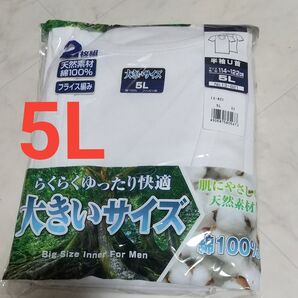 2枚組
天然素材
綿100%
フライス編み
大きいサイズ
5L
半袖U首
114~122cm
5L
5L
らくらくゆったり快適
大きいサイズ
Big Size Inner For Men
肌にやさしい
天然素材
綿100%